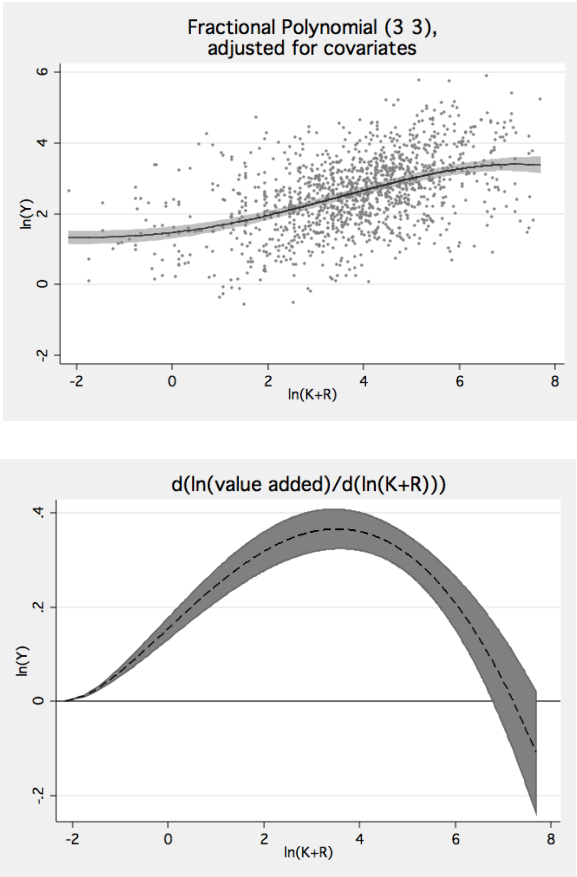 Fractional Polynomial (3 3),
adjusted for covariates
6
4
2
0
-2
ln(Y)
-2 0 2 4 6 8
ln(K+R)
d(ln(value added)/d(ln(K+R)))
.4
.2
0
-.2
ln(Y)
-2 0 2 4 6 8
ln(K+R)